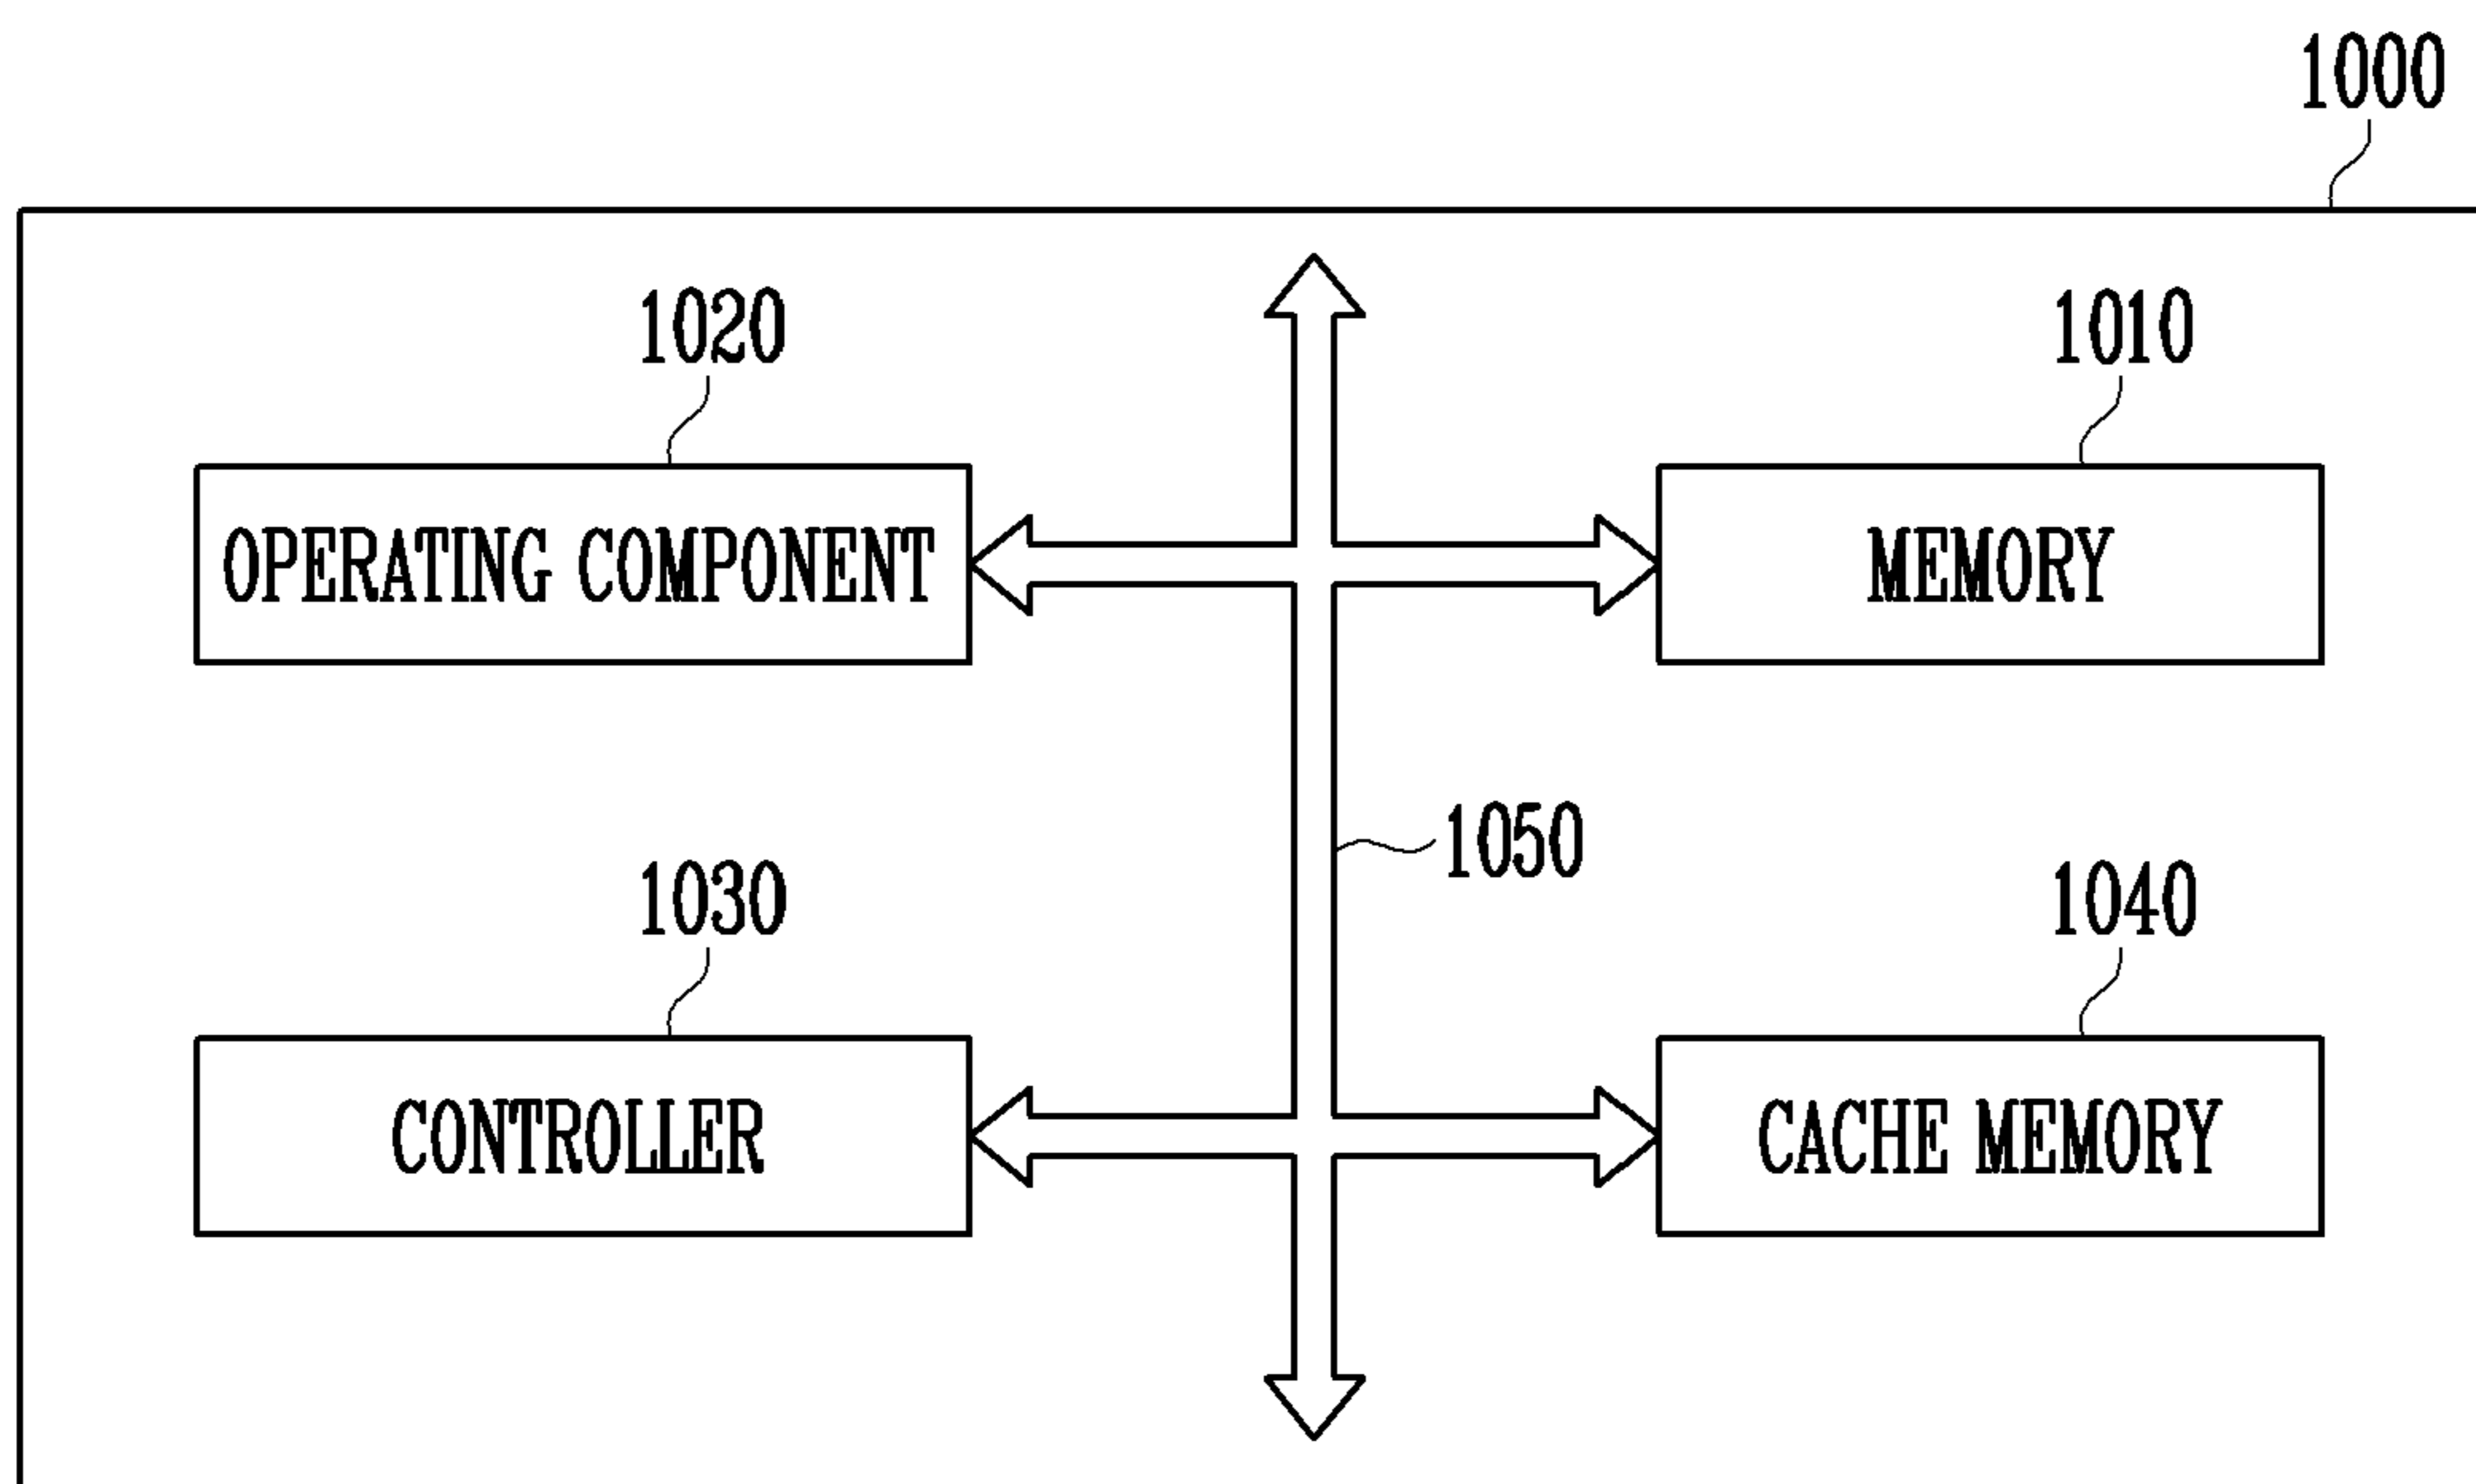 1000
1020
1010
OPERATING COMPONENT
MEMORY
1050
1030
1040
CONTROLLER
CACHE MEMORY